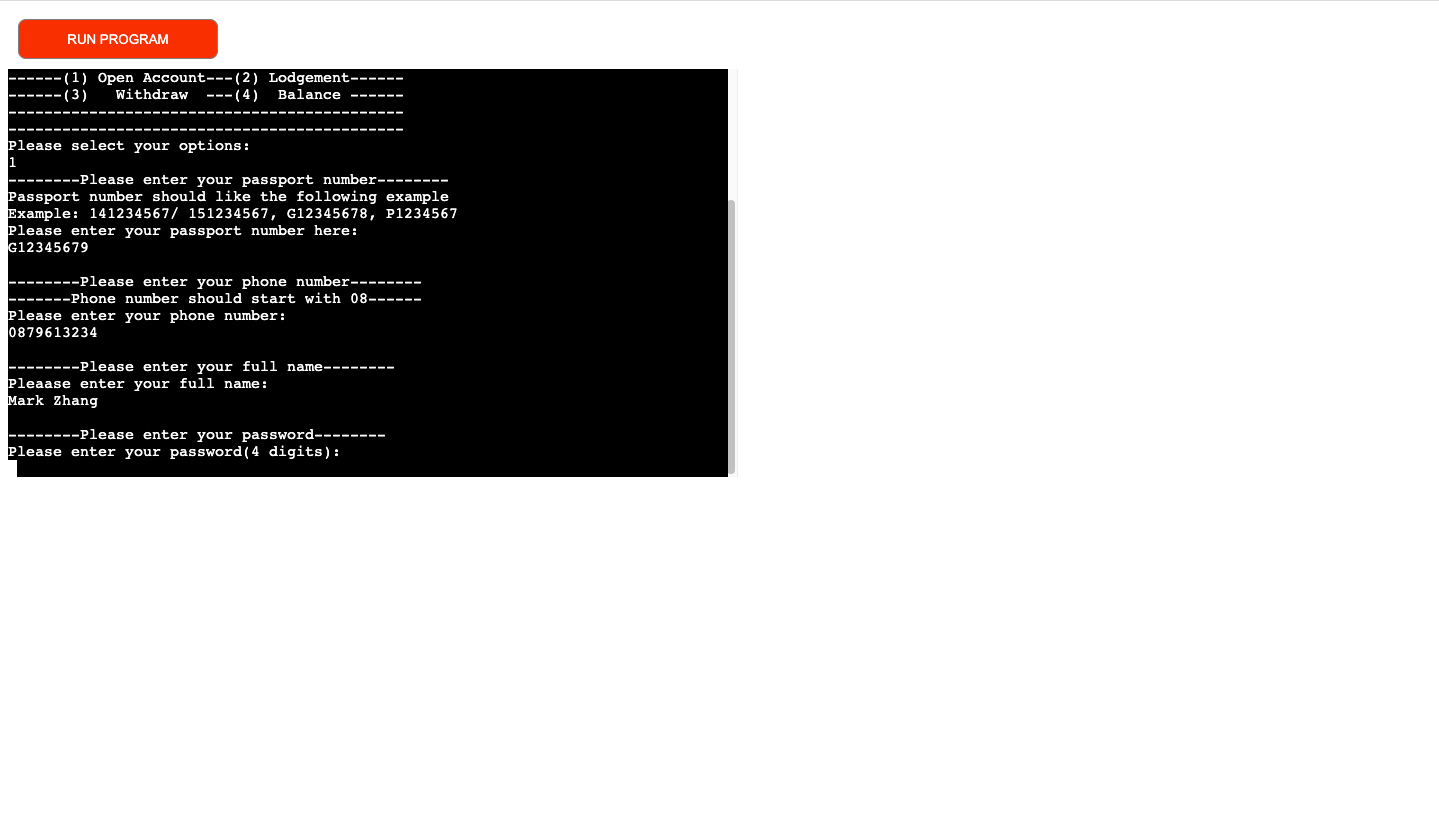 RUN PROGRAM
------(1) Open Account---(2) Lodgement------
------(3)   Withdraw  ---(4)  Balance ------
--------------------------------------------
--------------------------------------------
Please select your options:
1
--------Please enter your passport number--------
Passport number should like the following example
Example: 141234567/ 151234567, G12345678, P1234567
Please enter your passport number here:
G12345679
--------Please enter your phone number--------
-------Phone number should start with 08------
Please enter your phone number:
0879613234
--------Please enter your full name--------
Pleaase enter your full name:
Mark Zhang
--------Please enter your password--------
Please enter your password(4 digits):